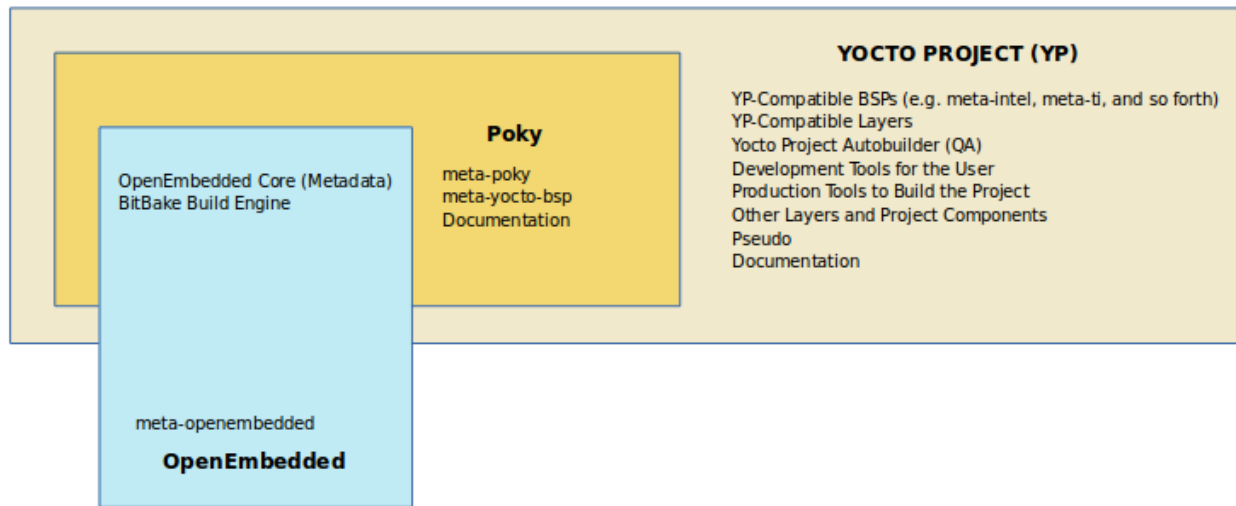 YOCTO PROJECT (YP)
YP-Compatible BSPs (e.g. meta-intel, meta-ti, and so forth)
YP-Compatible Layers
Yocto Project Autobuilder (QA)
Development Tools for the User
Production Tools to Build the Project
Other Layers and Project Components
Pseudo
Documentation
Poky
meta-poky
meta-yocto-bsp
Documentation
OpenEmbedded Core (Metadata)
BitBake Build Engine
meta-openembedded
OpenEmbedded